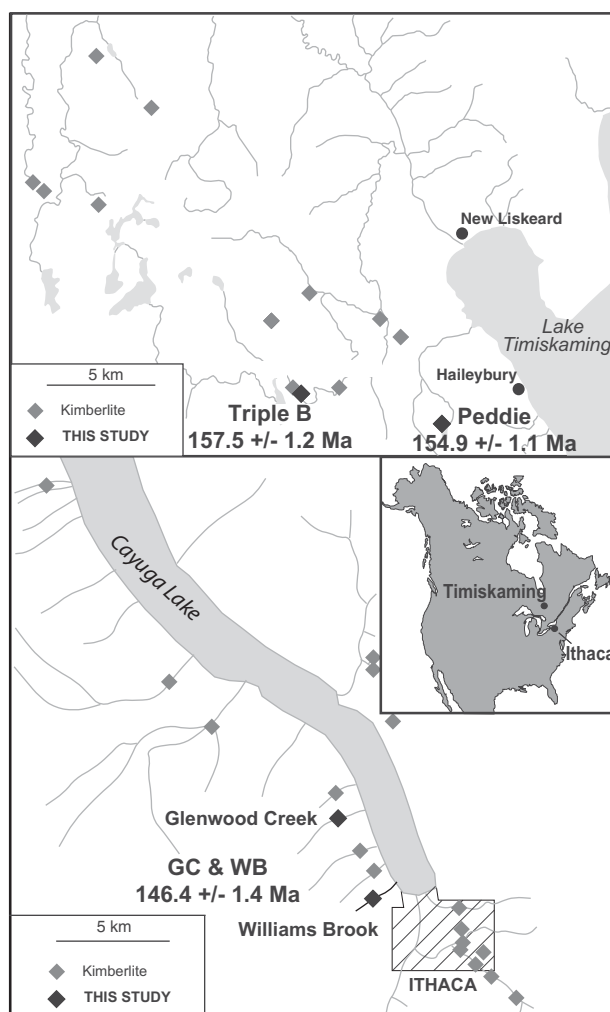 New Liskeard
Lake
Timiskaming
Haileybury
5 km
Kimberlite
THIS STUDY
Triple B
157.5 +/- 1.2 Ma
Peddie
154.9 +/- 1.1 Ma
Cayuga Lake
Timiskaming
Ithaca
Glenwood Creek
GC & WB
146.4 +/- 1.4 Ma
Williams Brook
5 km
Kimberlite
THIS STUDY
ITHACA